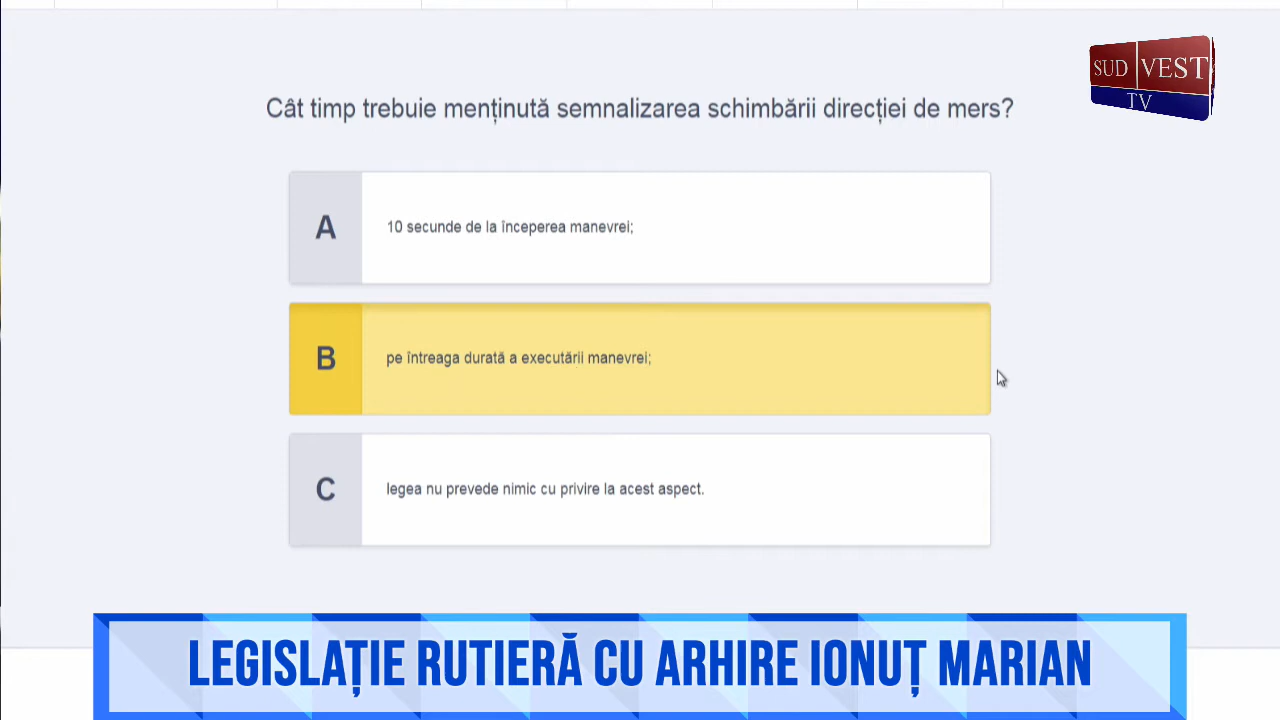 SUD VEST
TV
Cât timp trebuie menținută semnalizarea schimbării direcției de mers?
A
10 secunde de la începerea manevrei;
B
pe întreaga durată a executării manevrei;
C
legea nu prevede nimic cu privire la acest aspect.
LEGISLAȚIE RUTIERĂ CU ARHIRE IONUȚ MARIAN